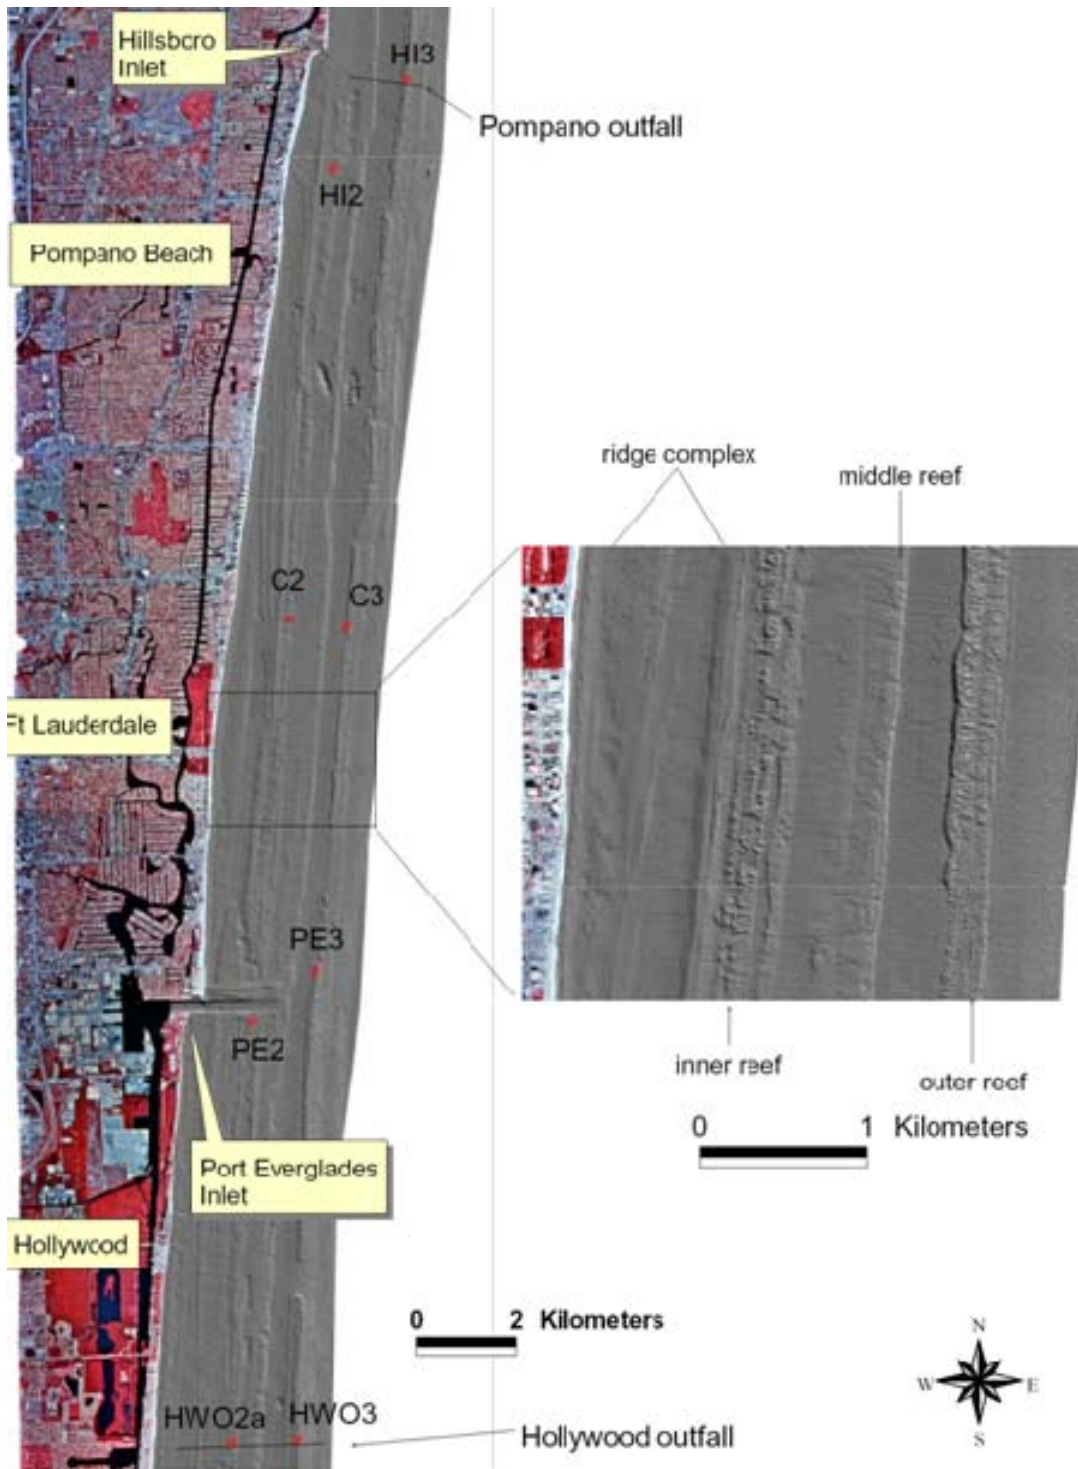 Hillsboro
Inlet
HI3
Pompano outfall
HI2
Pompano Beach
ridge complex
middle reef
C2
C3
Ft Lauderdale
PE3
PE2
inner reef
outer reef
0 1 Kilometers
Port Everglades
Inlet
Hollywood
0 2 Kilometers
N
W E
S
HWO2a
HWO3
Hollywood outfall